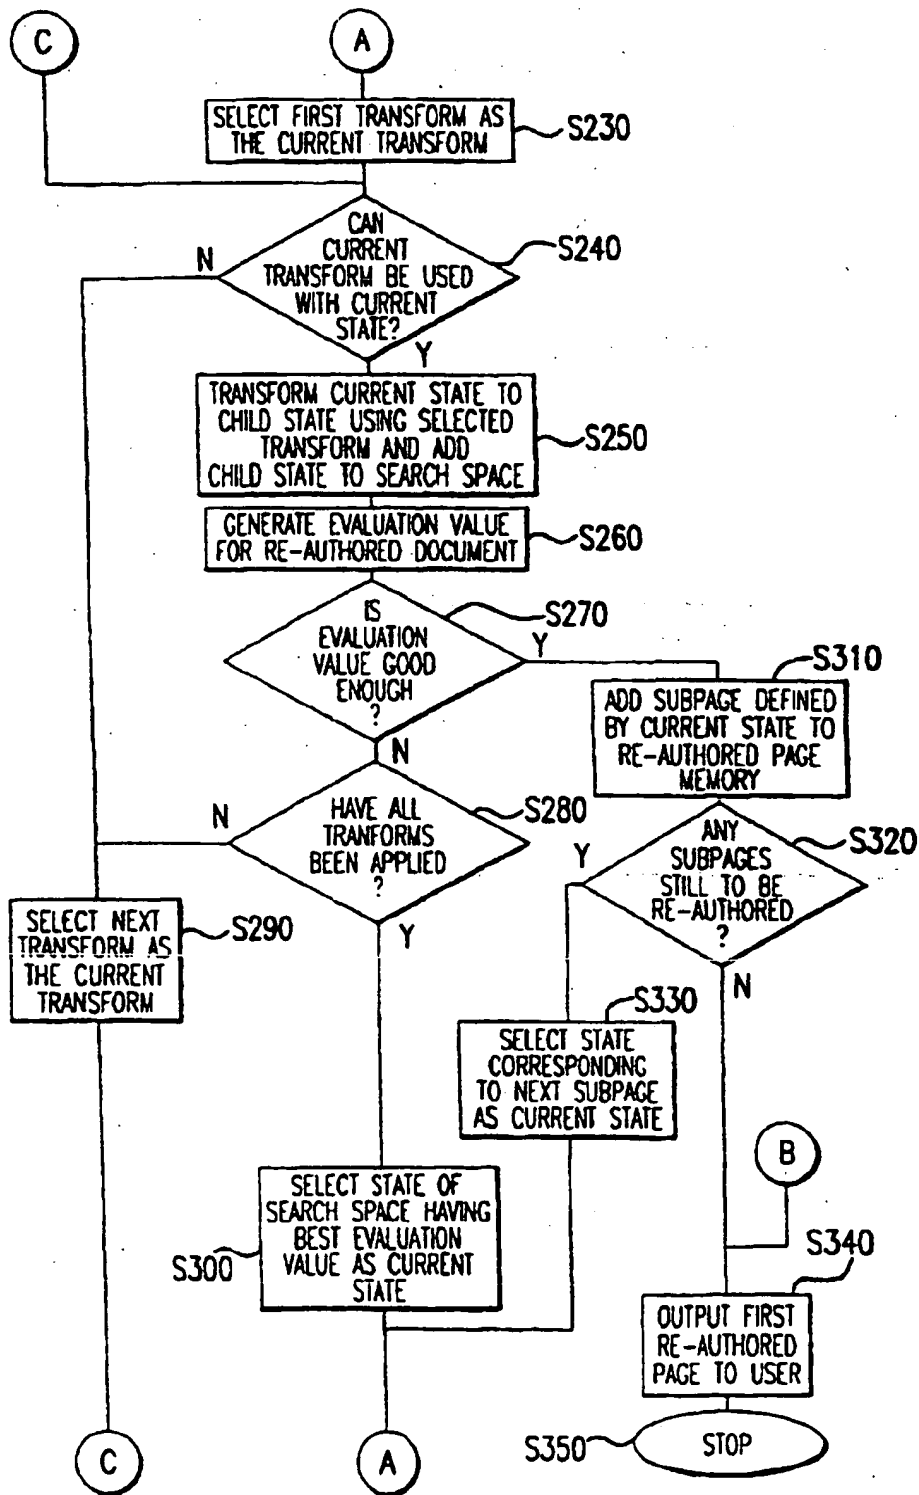 C
A
SELECT FIRST TRANSFORM AS
THE CURRENT TRANSFORM
S230
CAN
CURRENT
TRANSFORM BE USED
WITH CURRENT
STATE?
S240
N
Y
TRANSFORM CURRENT STATE TO
CHILD STATE USING SELECTED
TRANSFORM AND ADD
CHILD STATE TO SEARCH SPACE
S250
GENERATE EVALUATION VALUE
FOR RE-AUTHORED DOCUMENT
S260
IS
EVALUATION
VALUE GOOD
ENOUGH
?
S270
Y
N
S310
ADD SUBPAGE DEFINED
BY CURRENT STATE TO
RE-AUTHORED PAGE
MEMORY
HAVE ALL
TRANFORMS
BEEN APPLIED
?
S280
N
Y
ANY
SUBPAGES
STILL TO BE
RE-AUTHORED
?
S320
Y
N
SELECT NEXT
TRANSFORM AS
THE CURRENT
TRANSFORM
S290
S330
SELECT STATE
CORRESPONDING
TO NEXT SUBPAGE
AS CURRENT STATE
B
SELECT STATE OF
SEARCH SPACE HAVING
BEST EVALUATION
VALUE AS CURRENT
STATE
S300
S340
OUTPUT FIRST
RE-AUTHORED
PAGE TO USER
S350
STOP
C
A